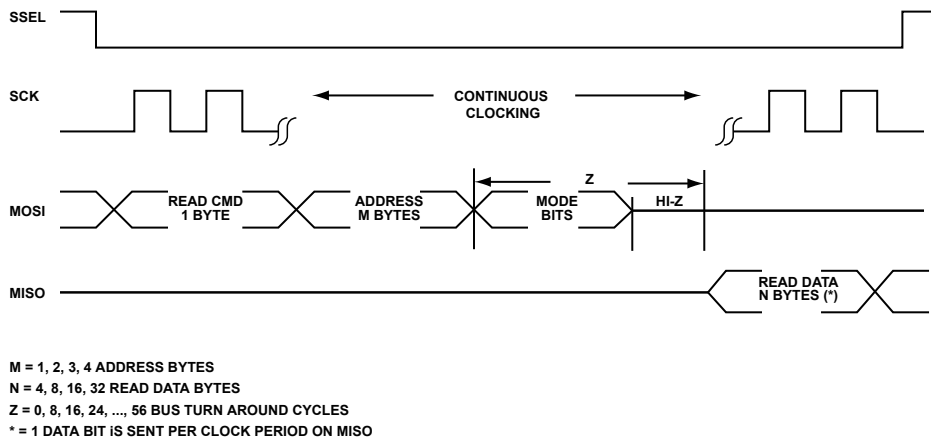 SSEL
SCK
CONTINUOUS
CLOCKING
Z
MOSI
READ CMD
1 BYTE
ADDRESS
M BYTES
MODE
BITS
HI-Z
MISO
READ DATA
N BYTES (*)
M = 1, 2, 3, 4 ADDRESS BYTES
N = 4, 8, 16, 32 READ DATA BYTES
Z = 0, 8, 16, 24, ..., 56 BUS TURN AROUND CYCLES
* = 1 DATA BIT iS SENT PER CLOCK PERIOD ON MISO